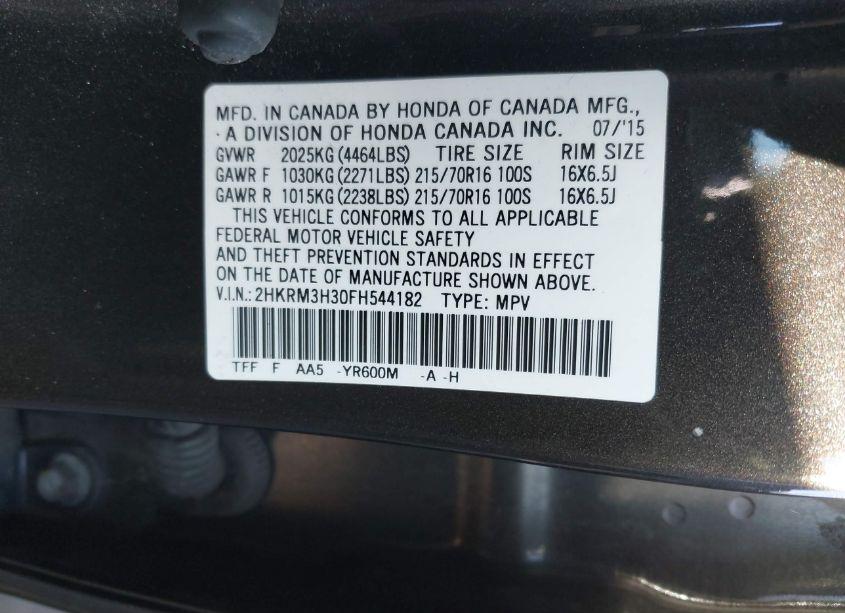 MFD. IN CANADA BY HONDA OF CANADA MFG.,
A DIVISION OF HONDA CANADA INC. 07/'15
GVWR 2025KG (4464LBS) TIRE SIZE RIM SIZE
GAWR F 1030KG (2271LBS) 215/70R16 100S 16X6.5J
GAWR R 1015KG (2238LBS) 215/70R16 100S 16X6.5J
THIS VEHICLE CONFORMS TO ALL APPLICABLE
FEDERAL MOTOR VEHICLE SAFETY
AND THEFT PREVENTION STANDARDS IN EFFECT
ON THE DATE OF MANUFACTURE SHOWN ABOVE.
V.I.N.: 2HKRM3H30FH544182 TYPE: MPV
TFF F AA5 -YR600M -A -H